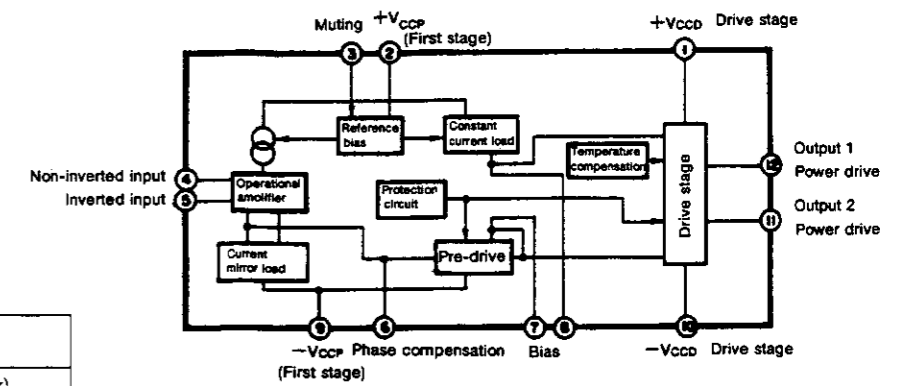 Muting
+VCCP
(First stage)
+VCCD Drive stage
3
2
1
Reference
bias
Constant
current load
Temperature
compensation
Drive stage
Output 1
12
Power drive
Non-inverted input 4
Inverted input 5
Operational
amolifier
Protection
circuit
Output 2
11
Power drive
Current
mirror load
Pre-drive
9
6
7
8
10
-VCCP Phase compensation
Bias
-VCCD Drive stage
(First stage)